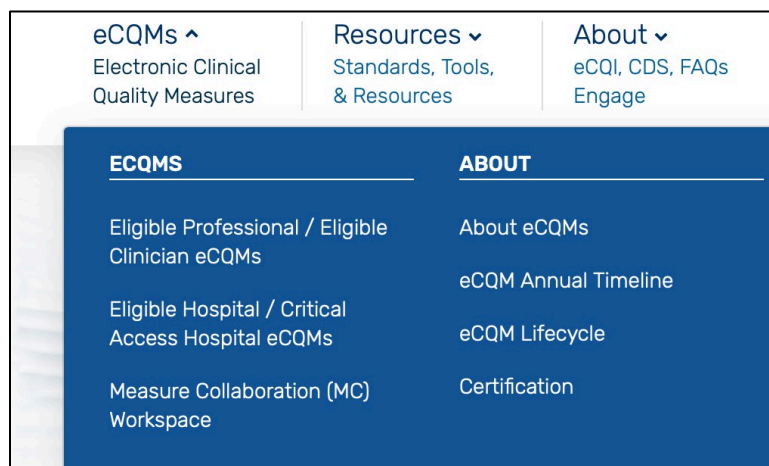 eCQMs
Electronic Clinical
Quality Measures
Resources
Standards, Tools,
& Resources
About
eCQI, CDS, FAQs
Engage
ECQMS
Eligible Professional / Eligible
Clinician eCQMs
Eligible Hospital / Critical
Access Hospital eCQMs
Measure Collaboration (MC)
Workspace
ABOUT
About eCQMs
eCQM Annual Timeline
eCQM Lifecycle
Certification